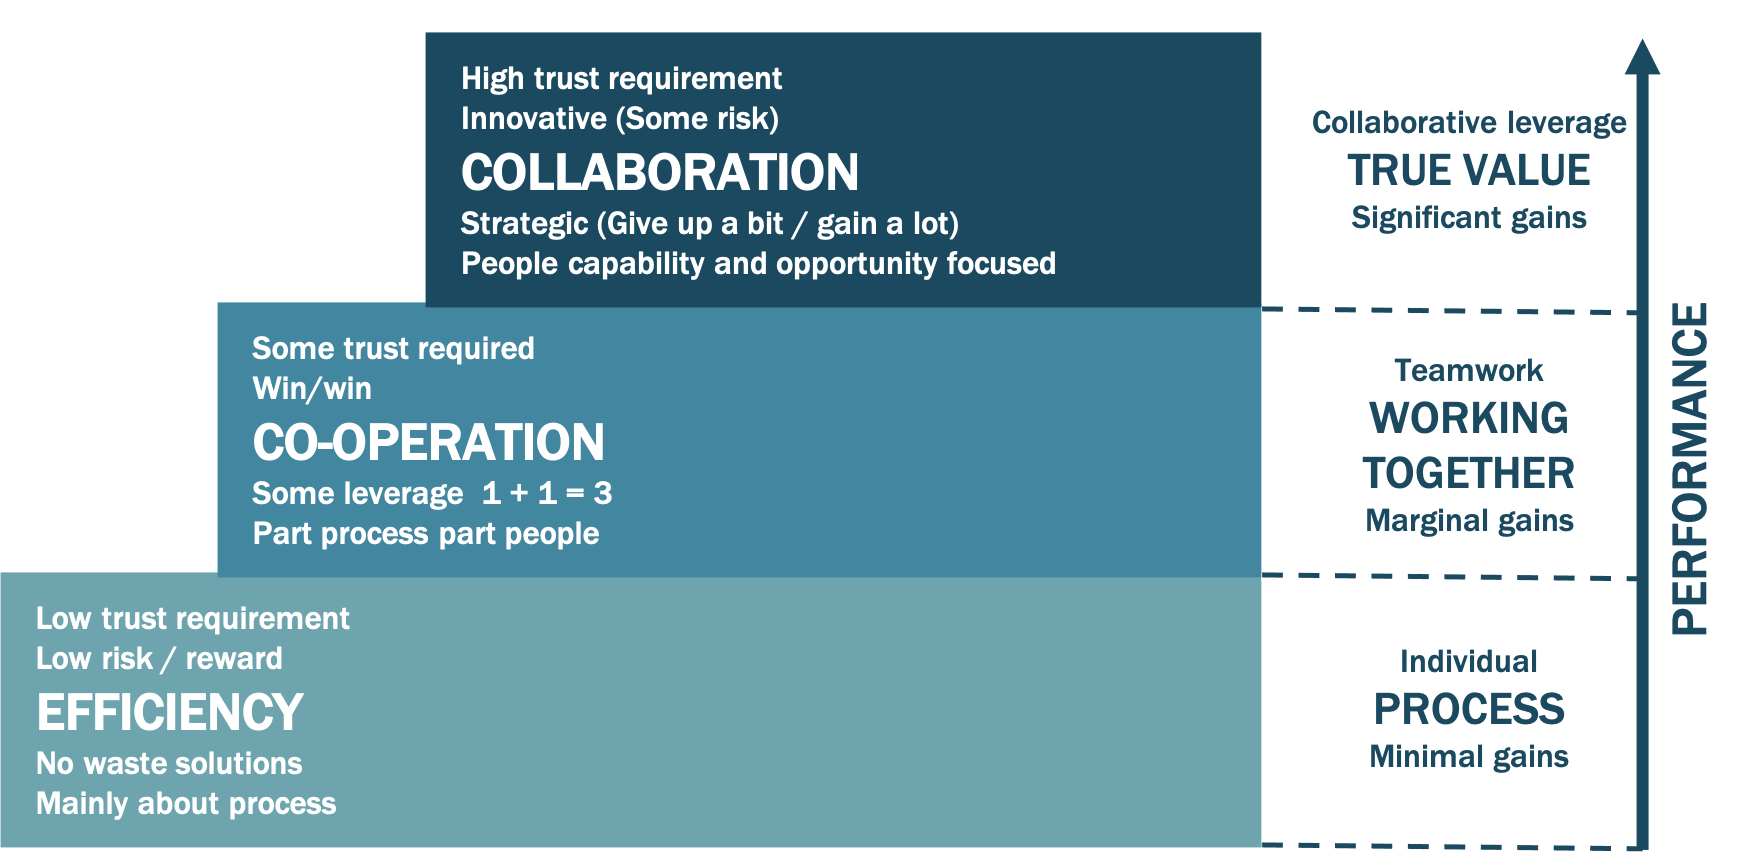 High trust requirement
Innovative (Some risk)
COLLABORATION
Strategic (Give up a bit / gain a lot)
People capability and opportunity focused
Collaborative leverage
TRUE VALUE
Significant gains
Some trust required
Win/win
CO-OPERATION
Some leverage  1 + 1 = 3
Part process part people
Teamwork
WORKING
TOGETHER
Marginal gains
Low trust requirement
Low risk / reward
EFFICIENCY
No waste solutions
Mainly about process
Individual
PROCESS
Minimal gains
PERFORMANCE